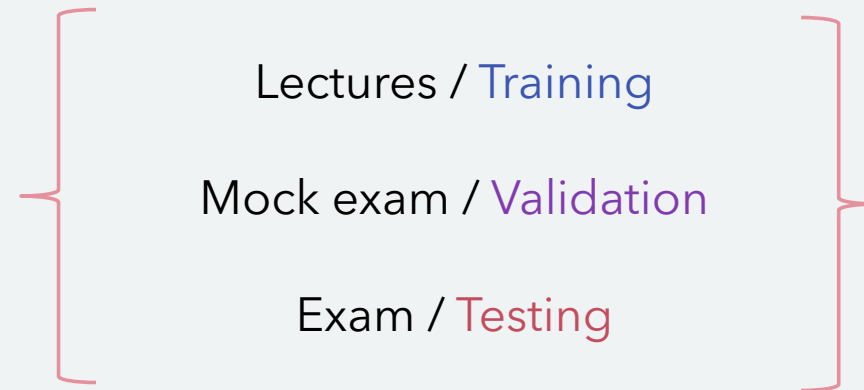 Lectures / Training
Mock exam / Validation
Exam / Testing